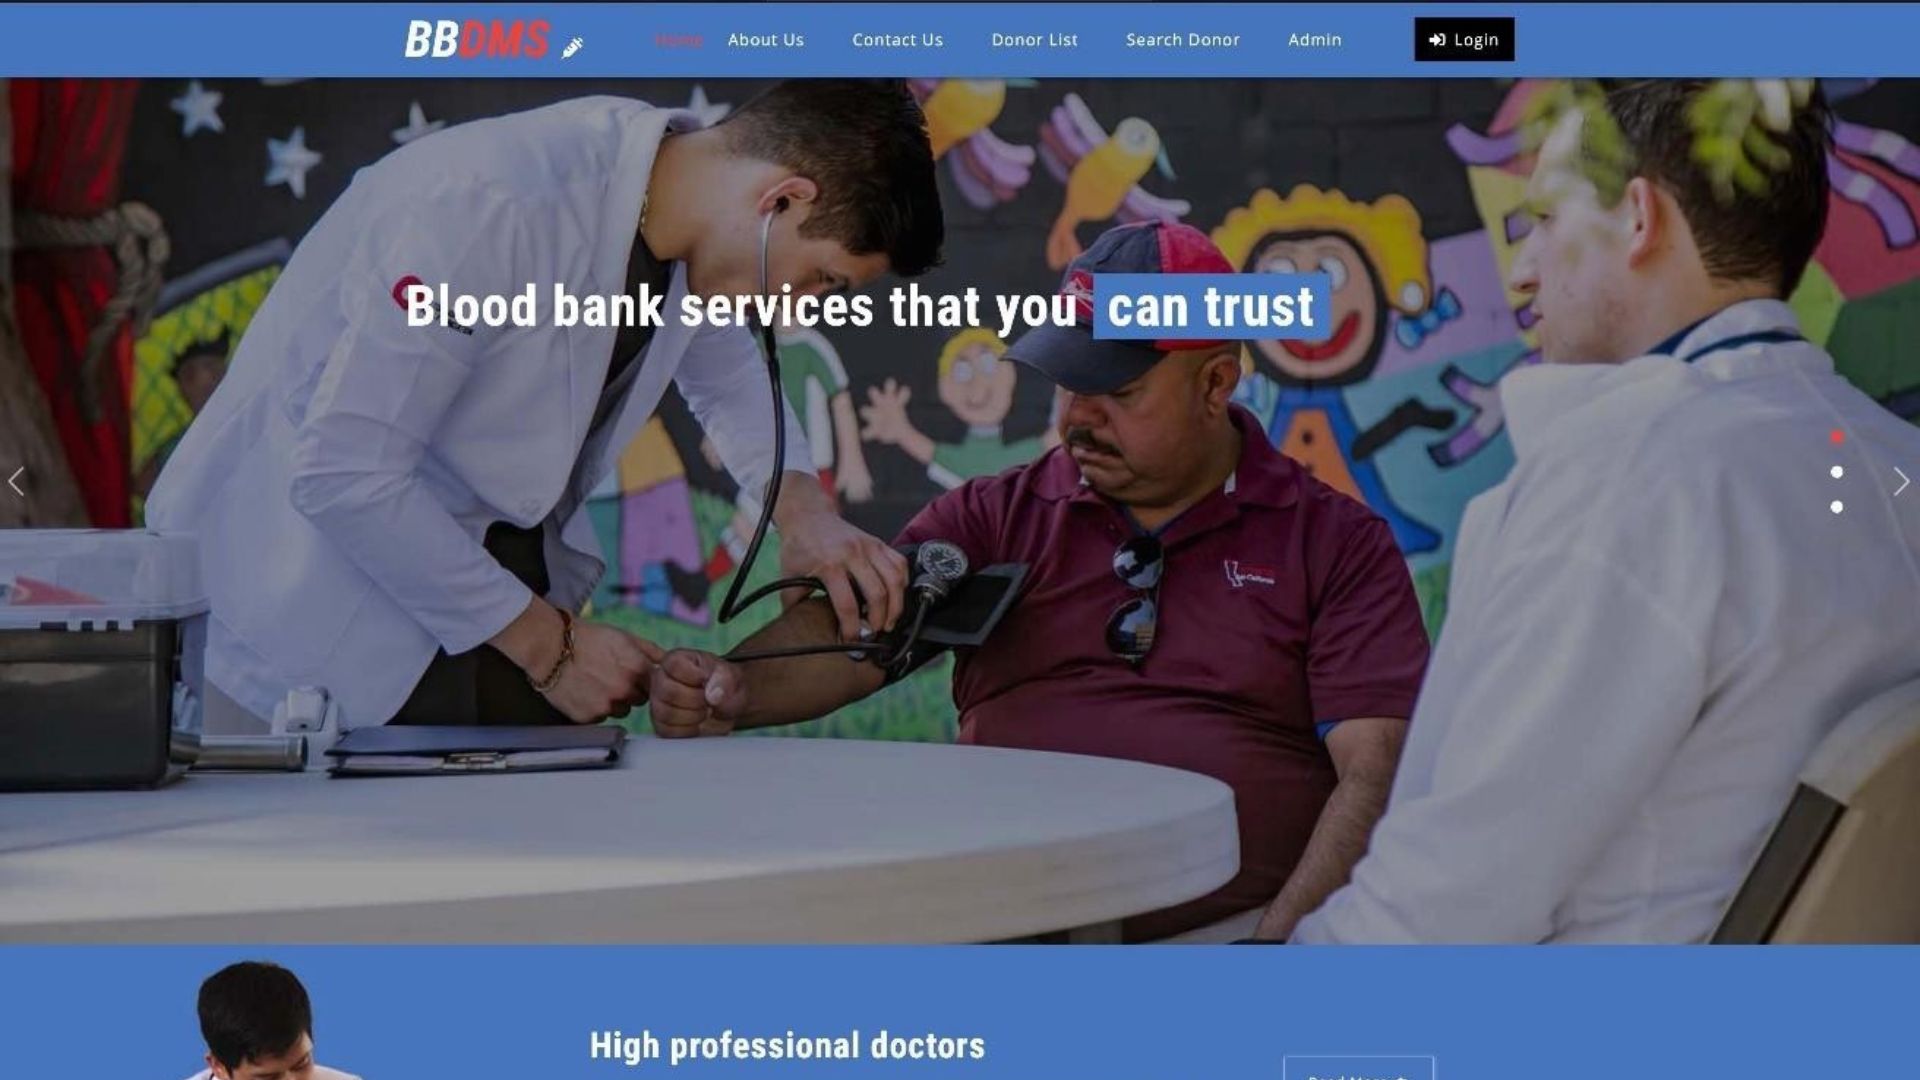 BBDMS
Home About Us Contact Us Donor List Search Donor Admin Login
Blood bank services that you can trust
High professional doctors